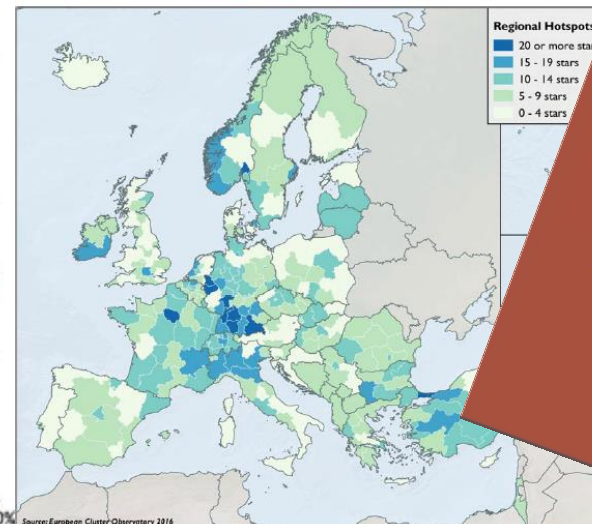 Regional Hotspots
20 or more
15 - 19 stars
10 - 14 stars
5 - 9 stars
0 - 4 stars
0%
Source: European Cluster Observatory 2016